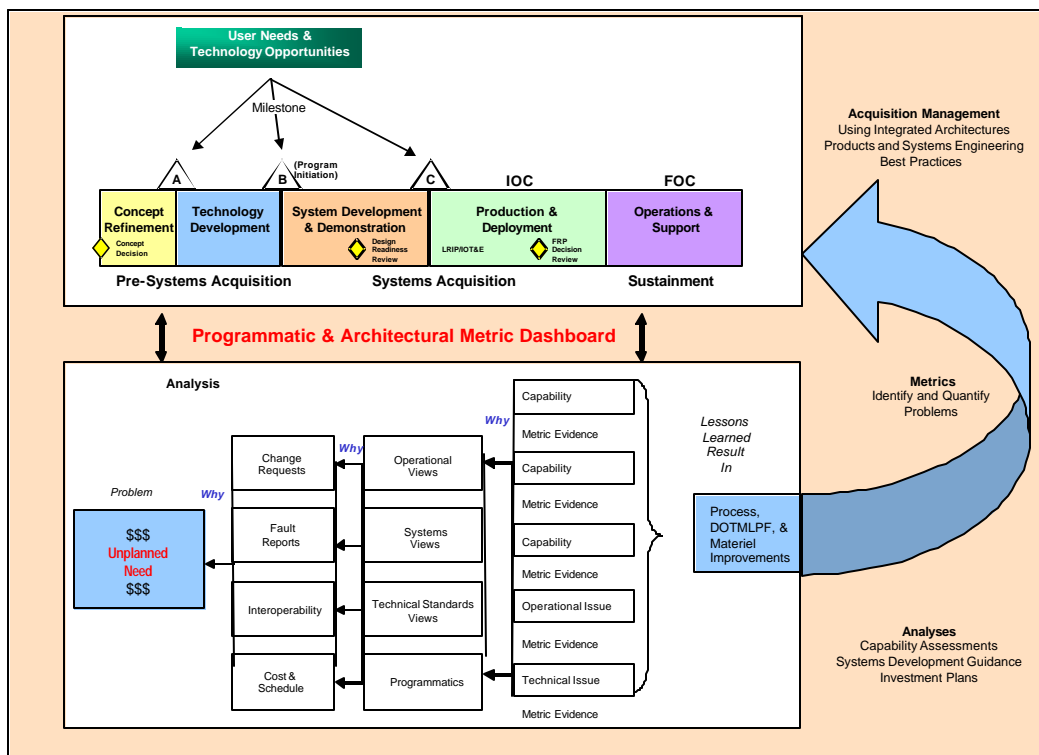 User Needs &
Technology Opportunities
Milestone
A
B
(Program
Initiation)
C
IOC
FOC
Concept
Refinement
Concept
Decision
Technology
Development
System Development
& Demonstration
Design
Readiness
Review
Production &
Deployment
LRIP/IOT&E
FRP
Decision
Review
Operations &
Support
Pre-Systems Acquisition
Systems Acquisition
Sustainment
Acquisition Management
Using Integrated Architectures
Products and Systems Engineering
Best Practices
Programmatic & Architectural Metric Dashboard
Metrics
Identify and Quantify
Problems
Analysis
Problem
$$$
Unplanned
Need
$$$
Why
Change
Requests
Fault
Reports
Interoperability
Cost &
Schedule
Why
Operational
Views
Systems
Views
Technical Standards
Views
Programmatics
Why
Capability
Metric Evidence
Capability
Metric Evidence
Capability
Metric Evidence
Operational Issue
Metric Evidence
Technical Issue
Metric Evidence
Lessons
Learned
Result
In
Process,
DOTMLPF, &
Materiel
Improvements
Analyses
Capability Assessments
Systems Development Guidance
Investment Plans